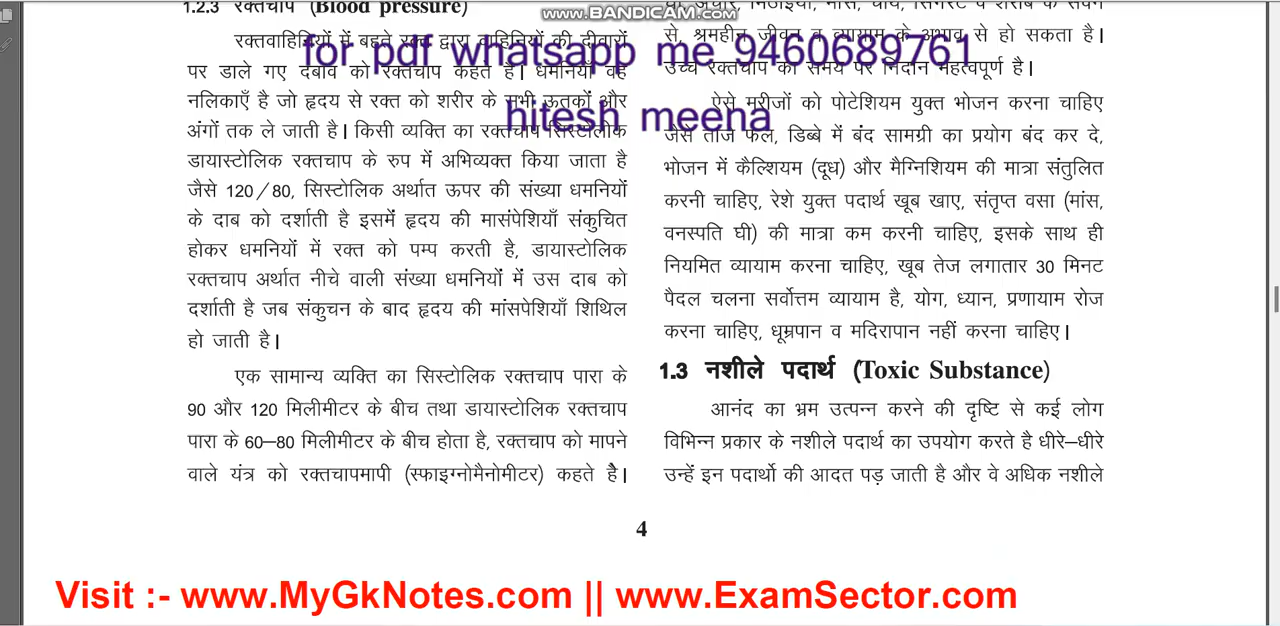 www.BANDICAM.com
for pdf whatsapp me 9460689761
hitesh meena
1.2.3 रक्तचाप (Blood pressure)
रक्तवाहिनियों में बहते रक्त द्वारा वाहिनियों की दीवारों
पर डाले गए दबाव को रक्तचाप कहते है। धमनियां वह
नलिकाएँ है जो हृदय से रक्त को शरीर के सभी ऊतकों और
अंगों तक ले जाती है। किसी व्यक्ति का रक्तचाप सिस्टोलिक
डायास्टोलिक रक्तचाप के रुप में अभिव्यक्त किया जाता है
जैसे 120/80, सिस्टोलिक अर्थात ऊपर की संख्या धमनियों
के दाब को दर्शाती है इसमें हृदय की मासंपेशियाँ संकुचित
होकर धमनियों में रक्त को पम्प करती है, डायास्टोलिक
रक्तचाप अर्थात नीचे वाली संख्या धमनियों में उस दाब को
दर्शाती है जब संकुचन के बाद हृदय की मांसपेशियाँ शिथिल
हो जाती है।
एक सामान्य व्यक्ति का सिस्टोलिक रक्तचाप पारा के
90 और 120 मिलीमीटर के बीच तथा डायास्टोलिक रक्तचाप
पारा के 60–80 मिलीमीटर के बीच होता है, रक्तचाप को मापने
वाले यंत्र को रक्तचापमापी (स्फाइग्नोमैनोमीटर) कहते है।
से, श्रमहीन जीवन व व्यायाम के अभाव से हो सकता है।
उच्च रक्तचाप का समय पर निदान महत्वपूर्ण है।
ऐसे मरीजों को पोटेशियम युक्त भोजन करना चाहिए
जैसे ताजे फल, डिब्बे में बंद सामग्री का प्रयोग बंद कर दे,
भोजन में कैल्शियम (दूध) और मैग्निशियम की मात्रा संतुलित
करनी चाहिए, रेशे युक्त पदार्थ खूब खाए, संतृप्त वसा (मांस,
वनस्पति घी) की मात्रा कम करनी चाहिए, इसके साथ ही
नियमित व्यायाम करना चाहिए, खूब तेज लगातार 30 मिनट
पैदल चलना सर्वोत्तम व्यायाम है, योग, ध्यान, प्रणायाम रोज
करना चाहिए, धूम्रपान व मदिरापान नहीं करना चाहिए।
1.3 नशीले पदार्थ (Toxic Substance)
आनंद का भ्रम उत्पन्न करने की दृष्टि से कई लोग
विभिन्न प्रकार के नशीले पदार्थ का उपयोग करते है धीरे–धीरे
उन्हें इन पदार्थो की आदत पड़ जाती है और वे अधिक नशीले
4
Visit :- www.MyGkNotes.com || www.ExamSector.com